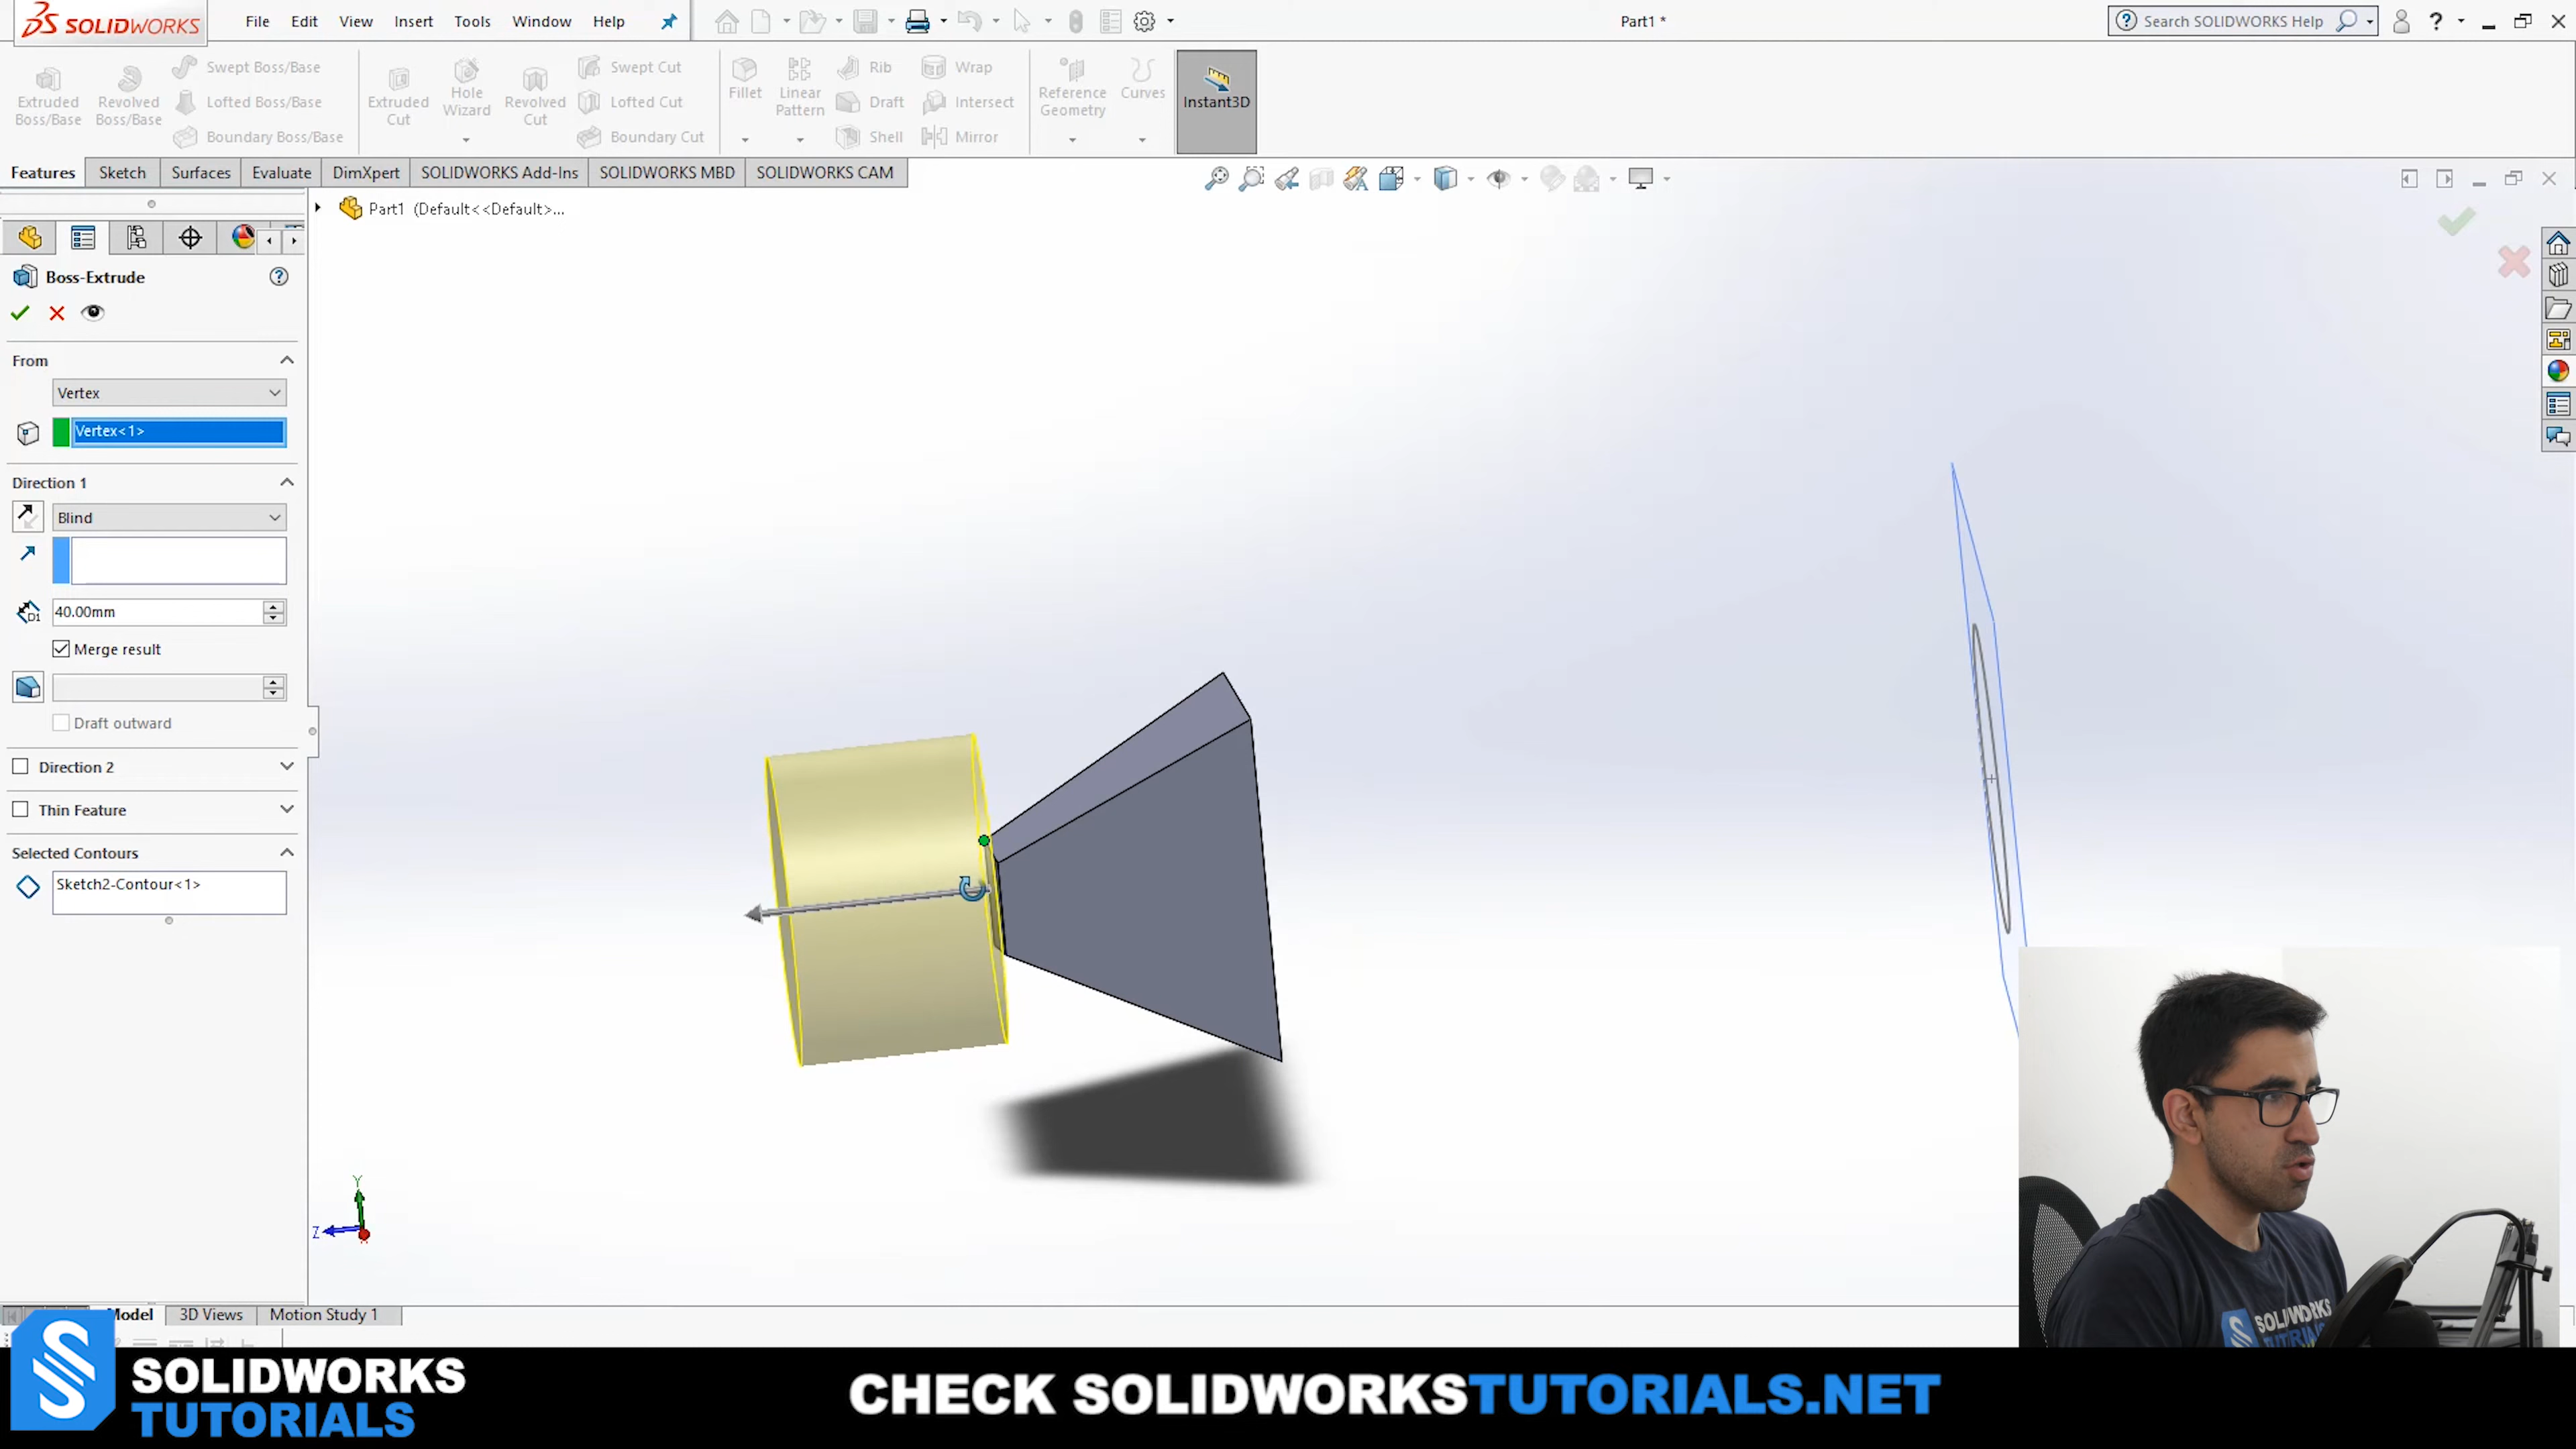 SOLIDWORKS
File Edit View Insert Tools Window Help
Part1 *
Search SOLIDWORKS Help
Extruded Boss/Base
Revolved Boss/Base
Swept Boss/Base
Lofted Boss/Base
Boundary Boss/Base
Extruded Cut
Hole Wizard
Revolved Cut
Swept Cut
Lofted Cut
Boundary Cut
Fillet
Linear Pattern
Rib
Draft
Shell
Wrap
Intersect
Mirror
Reference Geometry
Curves
Instant3D
Features Sketch Surfaces Evaluate DimXpert SOLIDWORKS Add-Ins SOLIDWORKS MBD SOLIDWORKS CAM
Part1 (Default<<Default>...
Boss-Extrude
From
Vertex
Vertex<1>
Direction 1
Blind
D1
40.00mm
Merge result
Draft outward
Direction 2
Thin Feature
Selected Contours
Sketch2-Contour<1>
Y
Z
Model 3D Views Motion Study 1
SOLIDWORKS
SOLIDWORKS
TUTORIALS
CHECK SOLIDWORKSTUTORIALS.NET